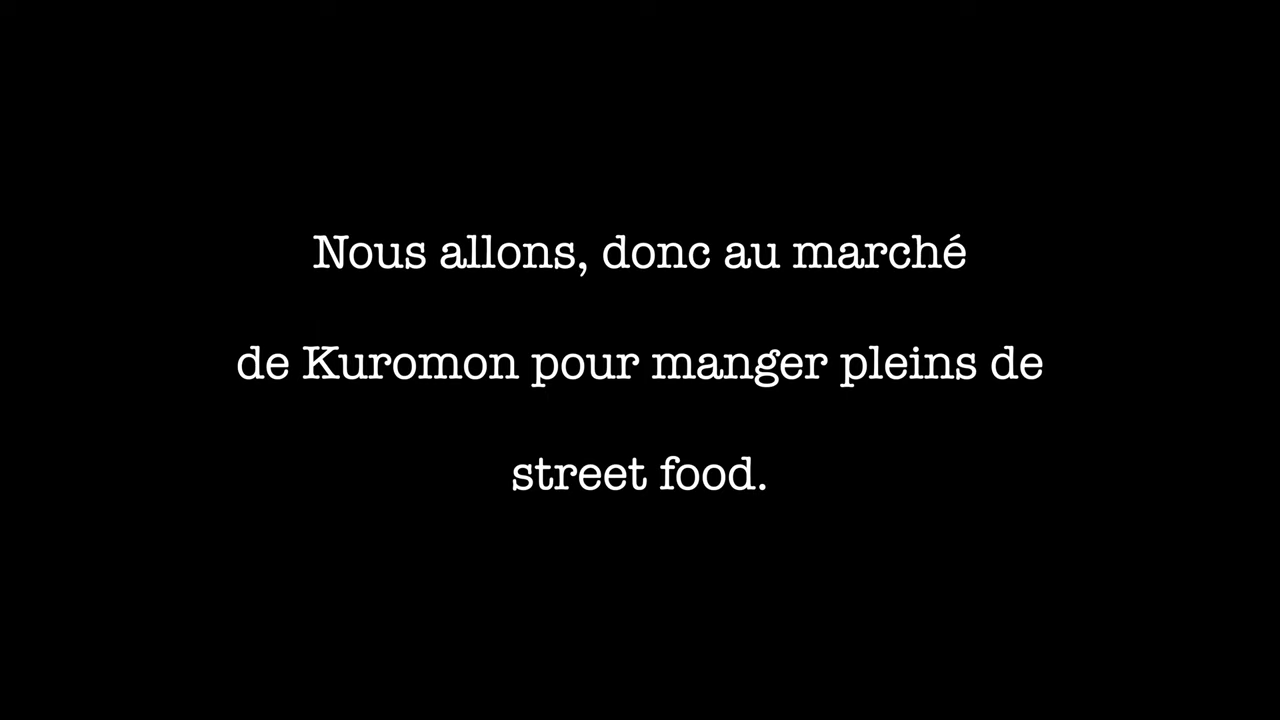 Nous allons, donc au marché
de Kuromon pour manger pleins de
street food.